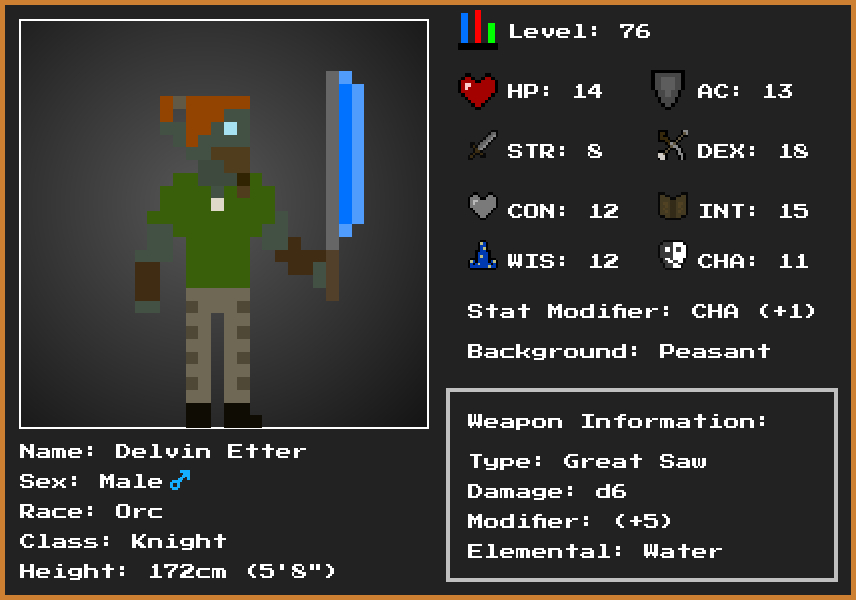 Level: 76
HP: 14
AC: 13
STR: 8
DEX: 18
CON: 12
INT: 15
WIS: 12
CHA: 11
Stat Modifier: CHA (+1)
Background: Peasant
Weapon Information:
Type: Great Saw
Damage: d6
Modifier: (+5)
Elemental: Water
Name: Delvin Etter
Sex: Male♂
Race: Orc
Class: Knight
Height: 172cm (5'8")